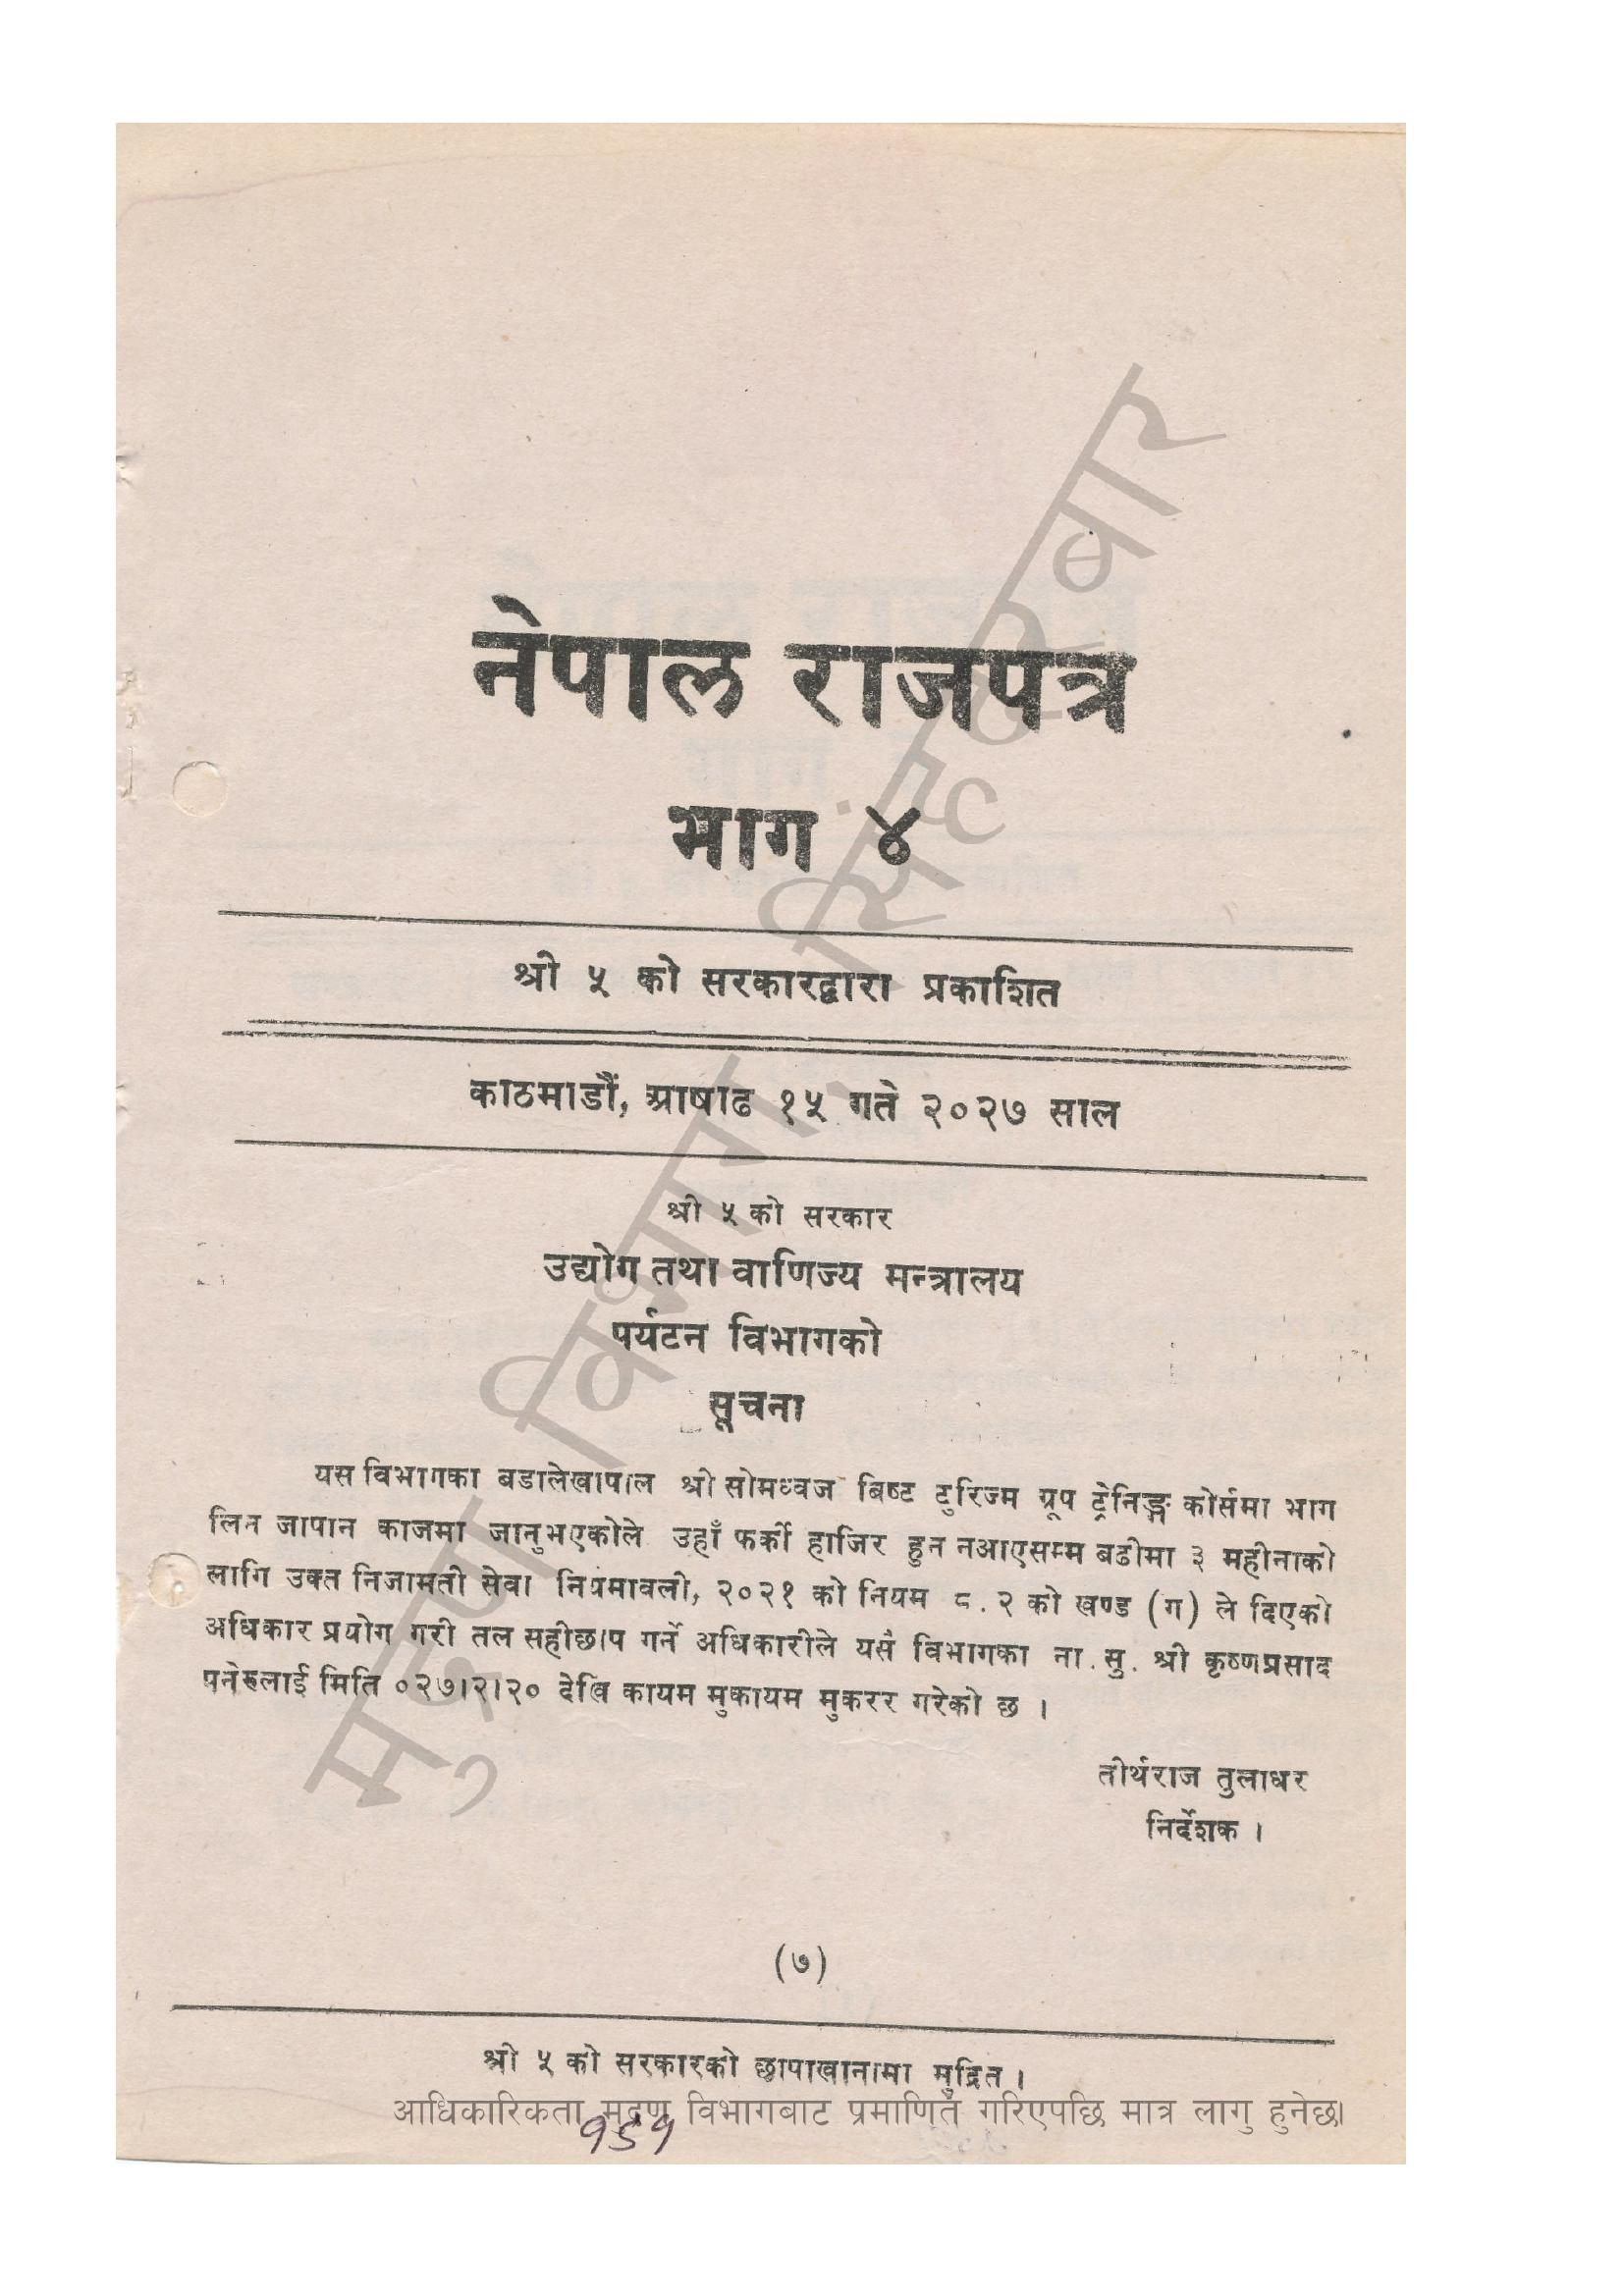 नेपाल राजपत्र
भाग ४
श्री ५ को सरकारद्वारा प्रकाशित
काठमाडौं, आषाढ १५ गते २०२७ साल
श्री ५ को सरकार
उद्योग तथा वाणिज्य मन्त्रालय
पर्यटन विभागको
सूचना
यस विभागका बडालेखापाल श्री सोमध्वज बिष्ट टुरिज्म ग्रूप ट्रेनिङ्ग कोर्समा भाग
लिन जापान काजमा जानुभएकोले उहाँ फर्की हाजिर हुन नआएसम्म बढीमा ३ महीनाको
लागि उक्त निजामती सेवा नियमावली, २०२१ को नियम ८.२ को खण्ड (ग) ले दिएको
अधिकार प्रयोग गरी तल सहीछाप गर्ने अधिकारीले यसै विभागका ना. सु. श्री कृष्णप्रसाद
पनेरुलाई मिति ०२७।२।२० देखि कायम मुकायम मुकरर गरेको छ ।
तीर्थराज तुलाधर
निर्देशक ।
(७)
श्री ५ को सरकारको छापाखानामा मुद्रित ।
आधिकारिकता मुद्रण विभागबाट प्रमाणित गरिएपछि मात्र लागु हुनेछ।
मुद्रण विभाग, सिंहदरबार